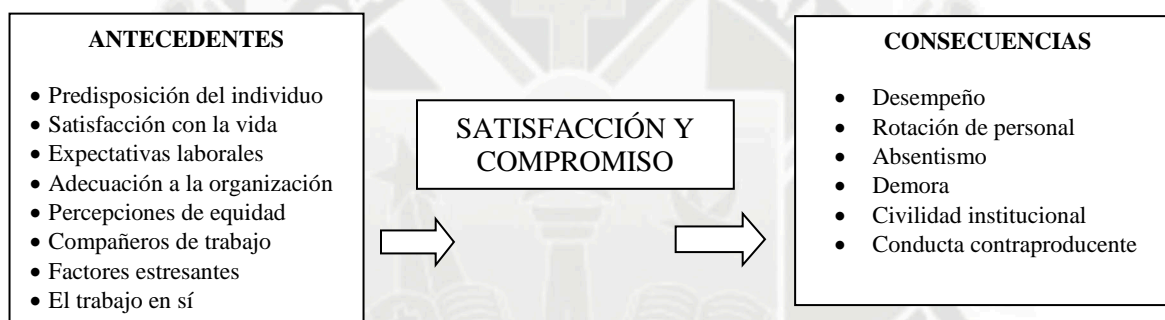 ANTECEDENTES
• Predisposición del individuo
• Satisfacción con la vida
• Expectativas laborales
• Adecuación a la organización
• Percepciones de equidad
• Compañeros de trabajo
• Factores estresantes
• El trabajo en sí
SATISFACCIÓN Y
COMPROMISO
CONSECUENCIAS
• Desempeño
• Rotación de personal
• Absentismo
• Demora
• Civilidad institucional
• Conducta contraproducente